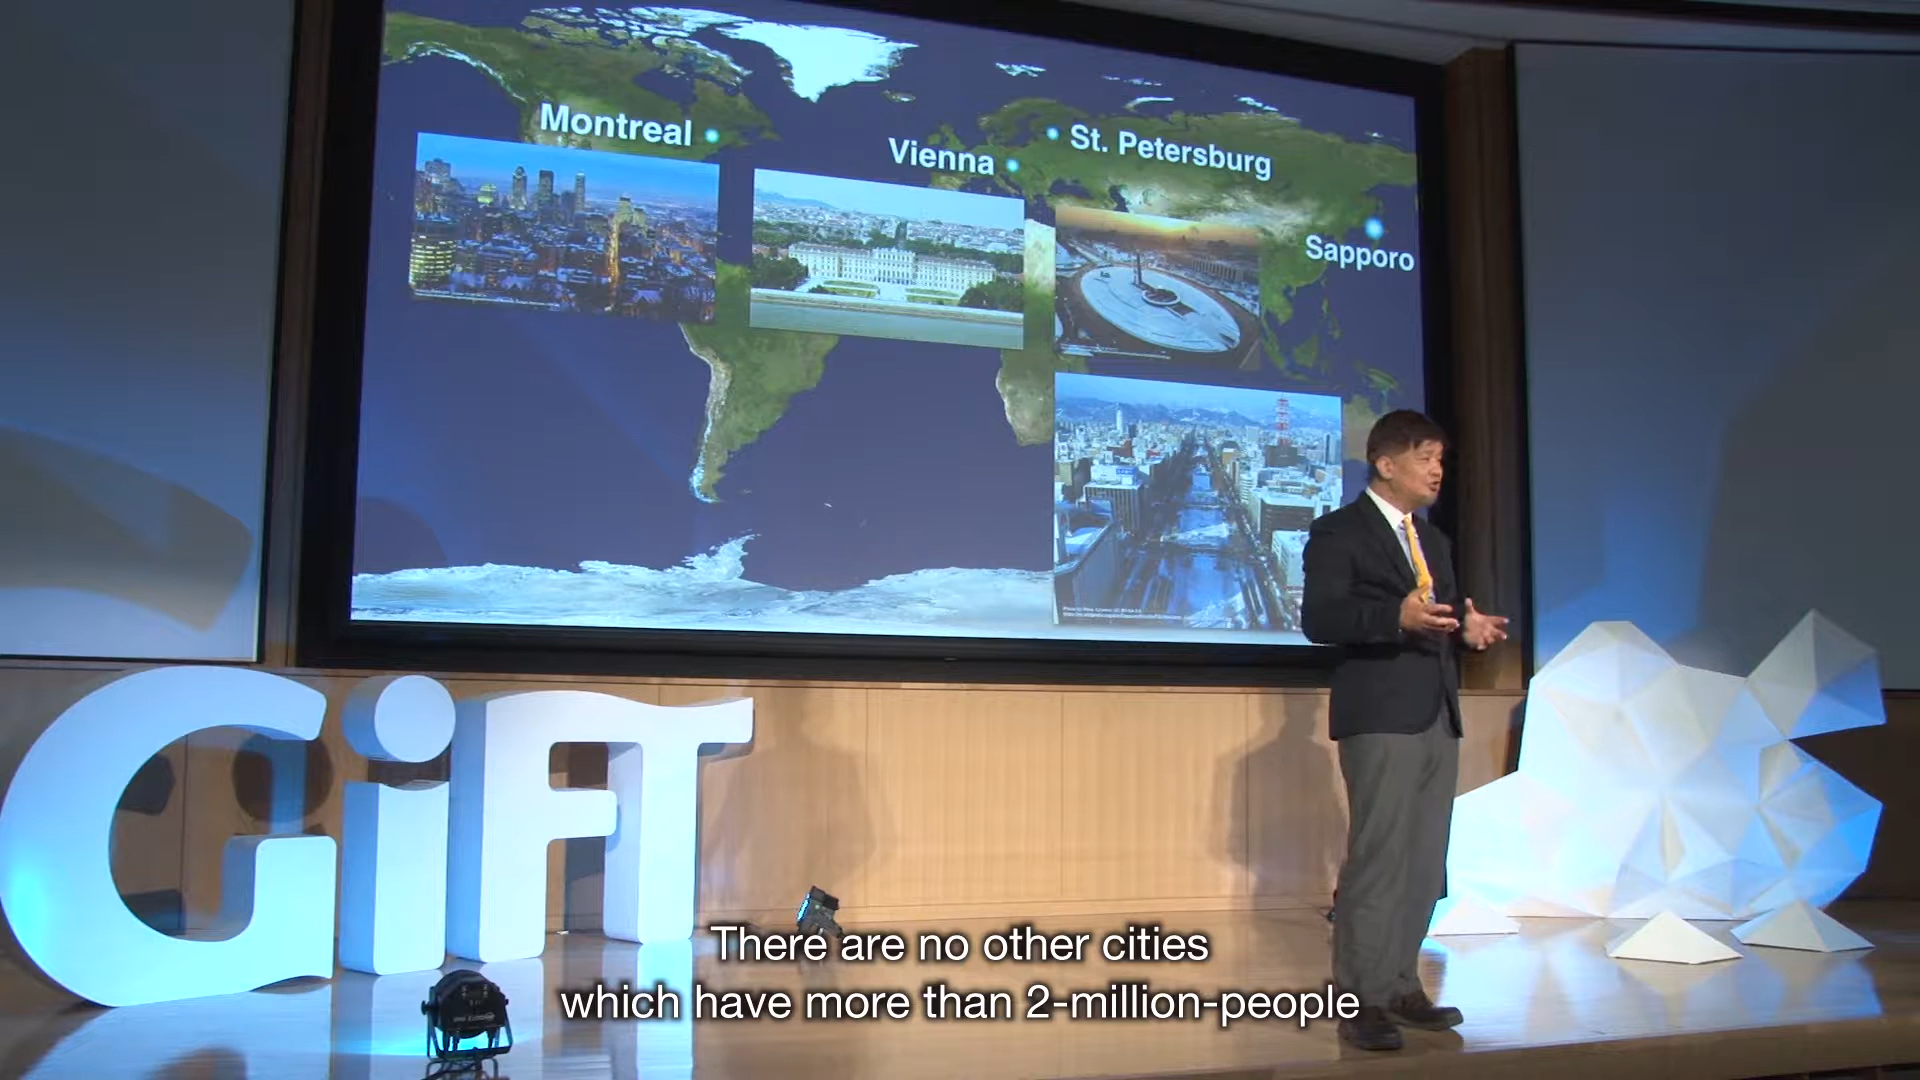 Montreal
Vienna
St. Petersburg
Sapporo
GiFT
There are no other cities
which have more than 2-million-people